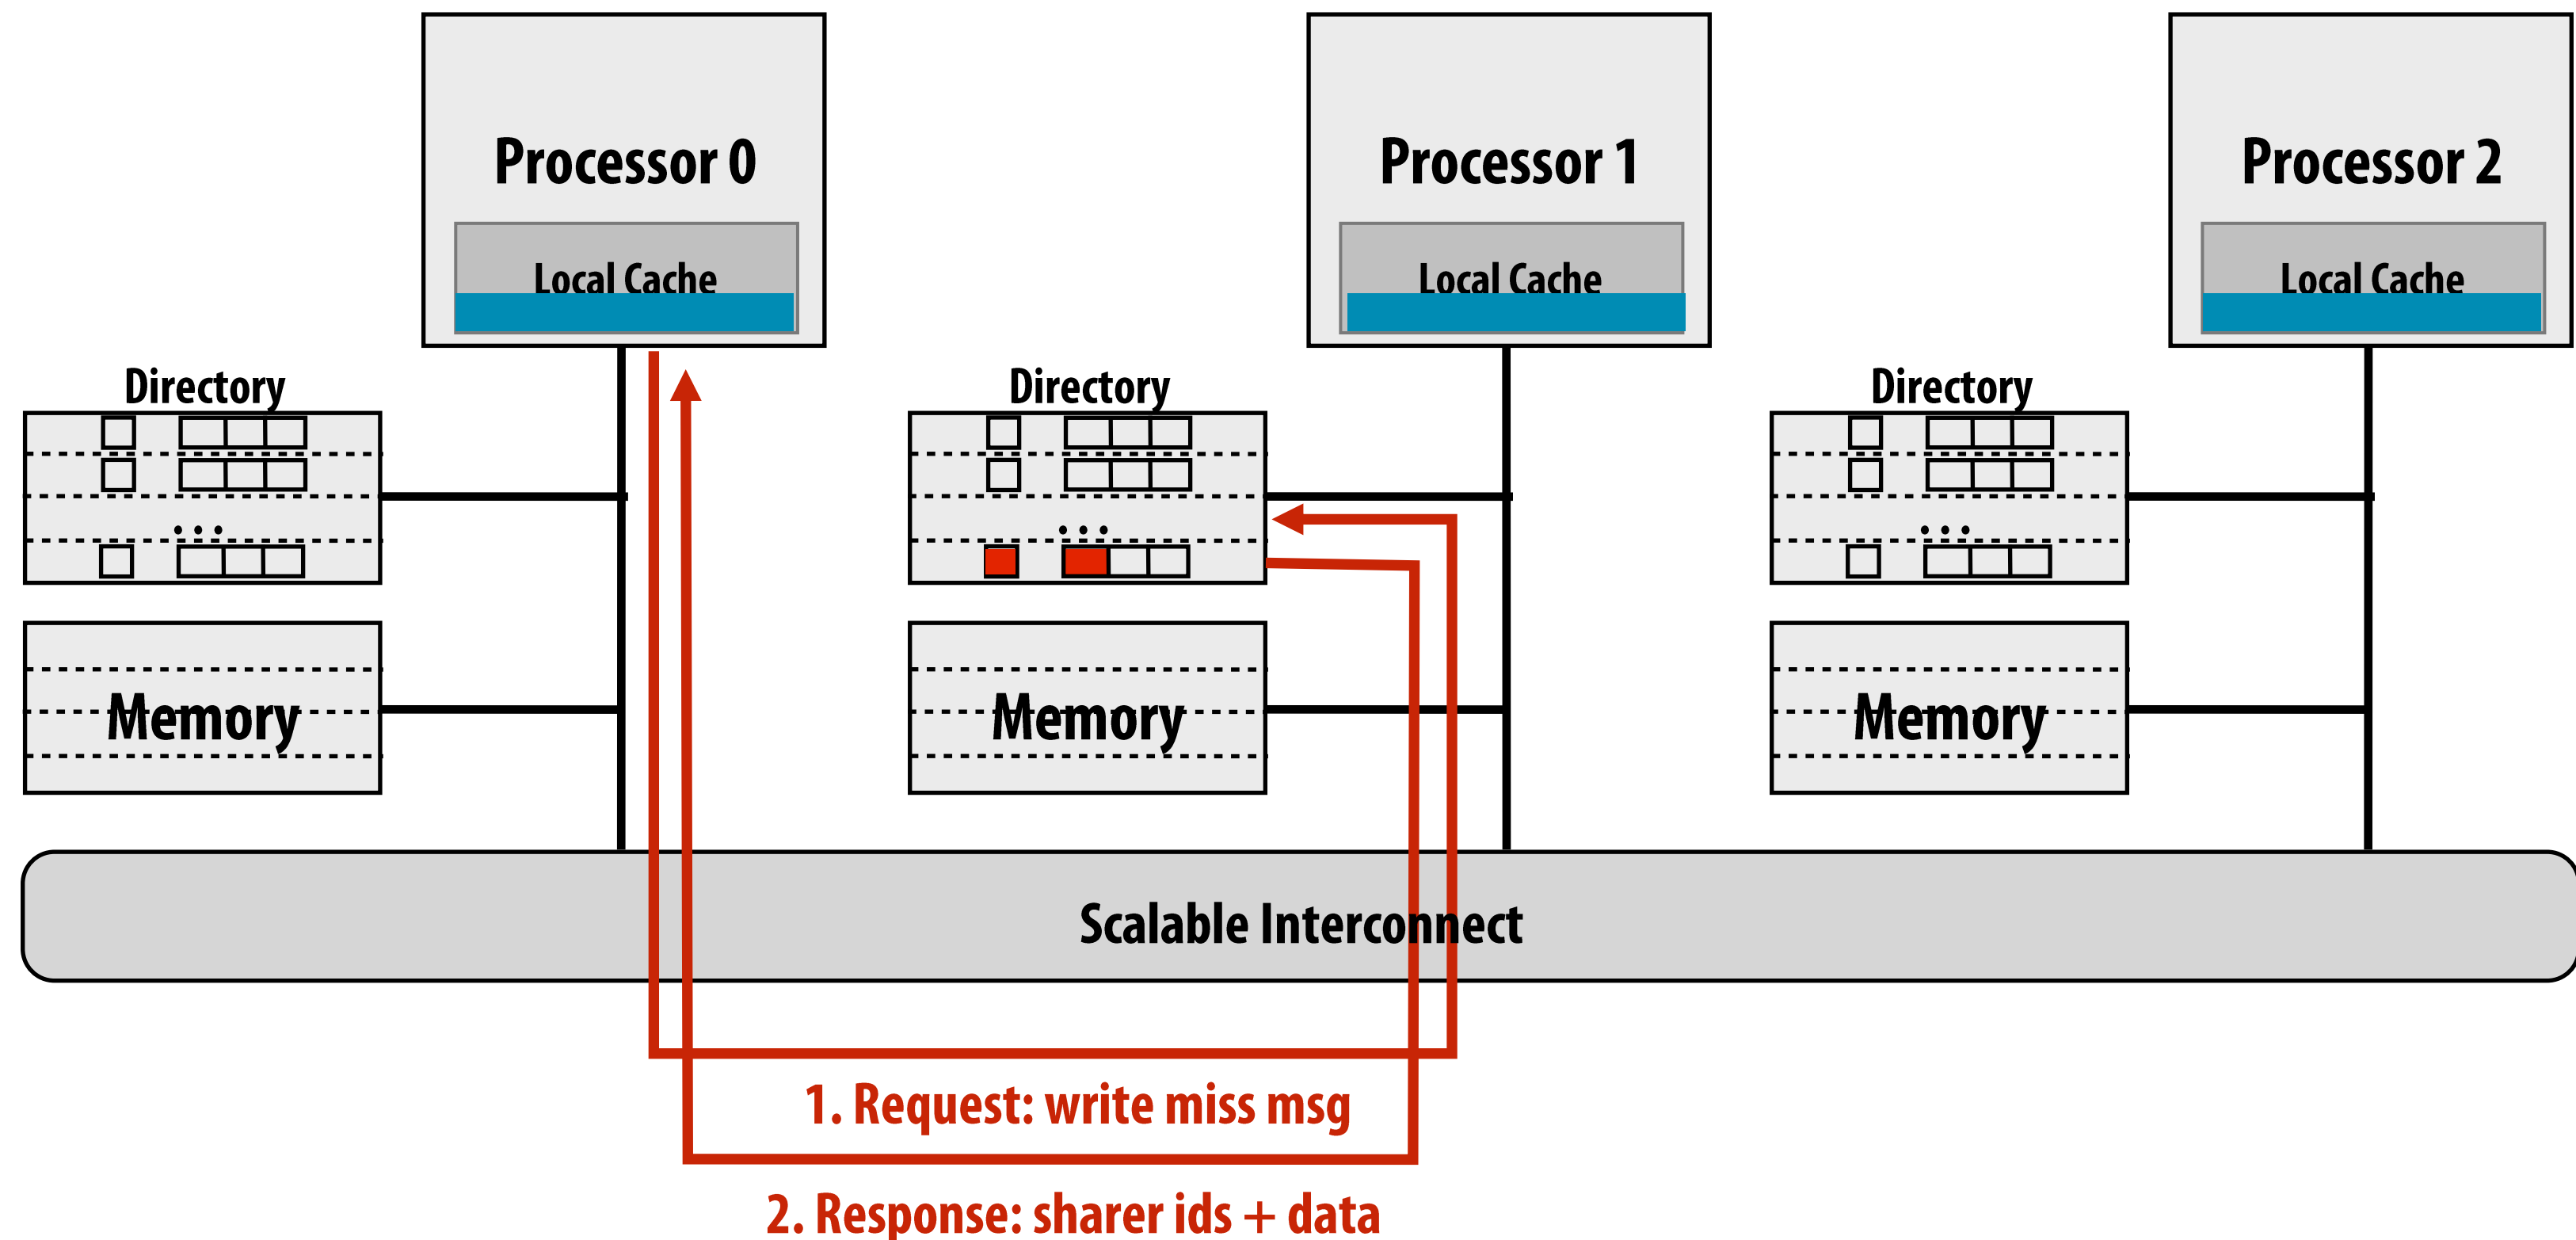 Processor 0
Processor 1
Processor 2
Local Cache
Local Cache
Local Cache
Directory
Directory
Directory
...
...
...
Memory
Memory
Memory
Scalable Interconnect
1. Request: write miss msg
2. Response: sharer ids + data